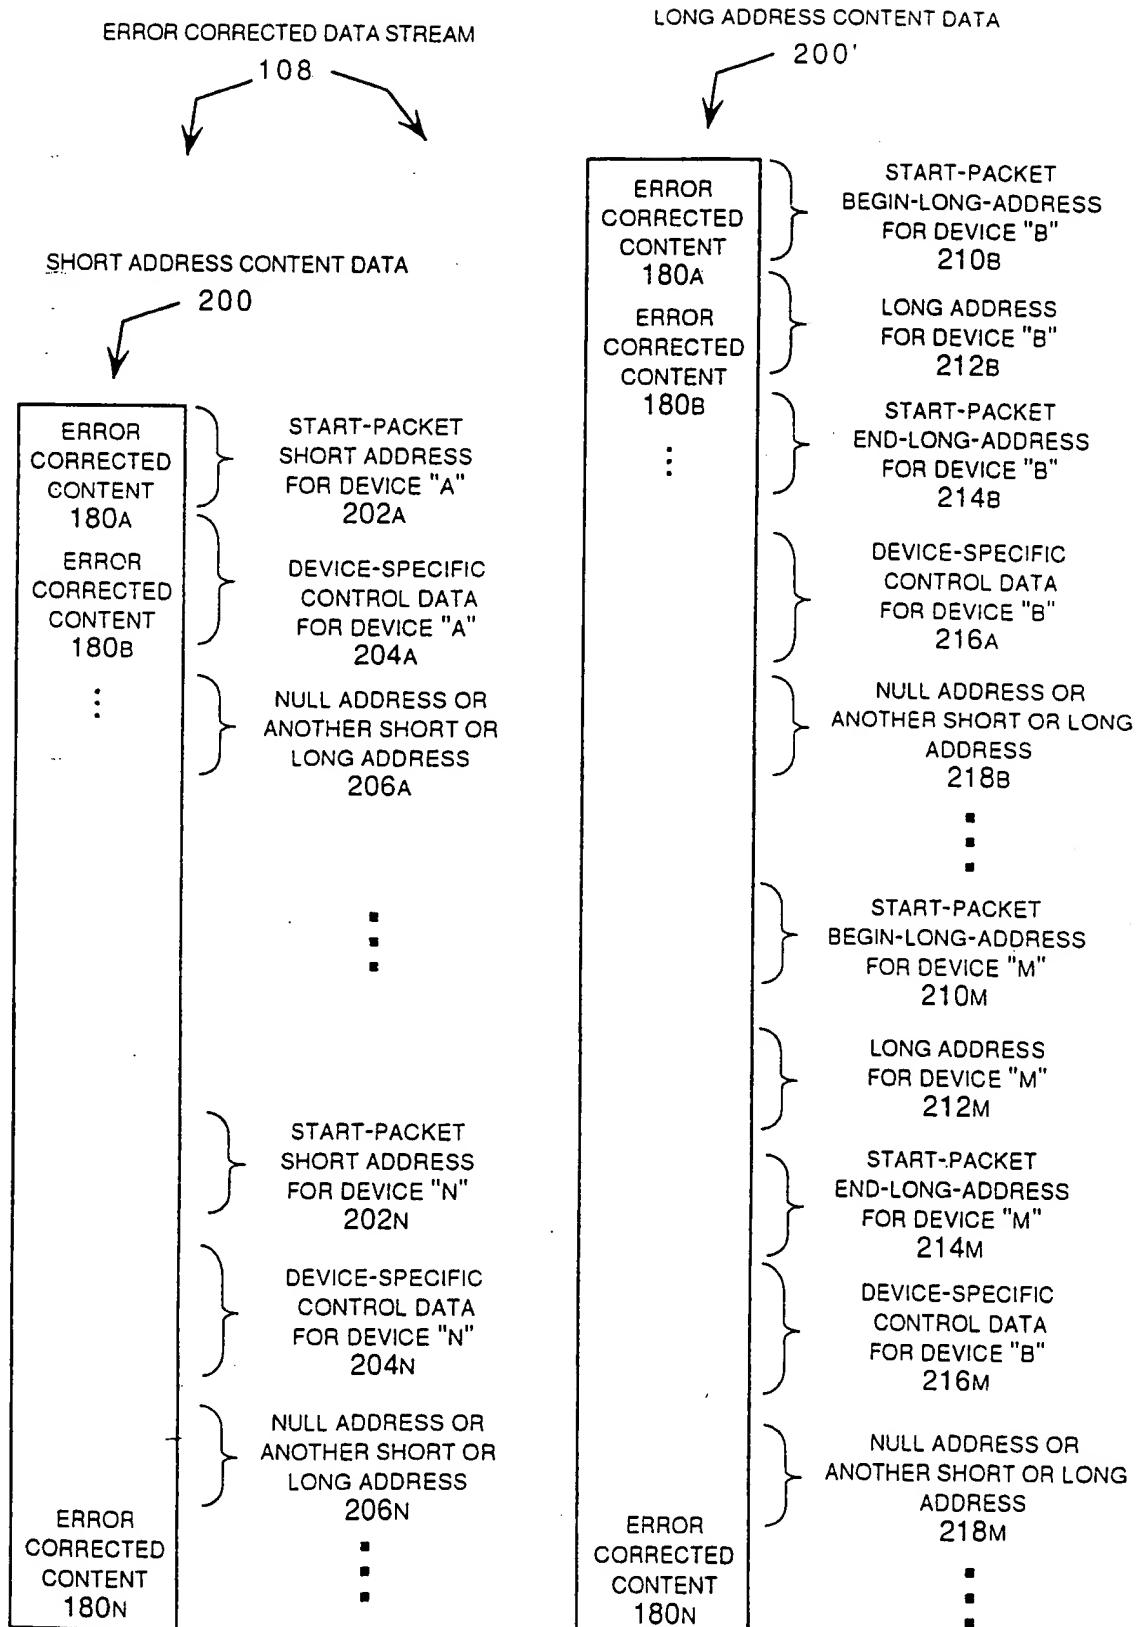 ERROR CORRECTED DATA STREAM
108
SHORT ADDRESS CONTENT DATA
200
ERROR
CORRECTED
CONTENT
180A
ERROR
CORRECTED
CONTENT
180B
...
ERROR
CORRECTED
CONTENT
180N
START-PACKET
SHORT ADDRESS
FOR DEVICE "A"
202A
DEVICE-SPECIFIC
CONTROL DATA
FOR DEVICE "A"
204A
NULL ADDRESS OR
ANOTHER SHORT OR
LONG ADDRESS
206A
START-PACKET
SHORT ADDRESS
FOR DEVICE "N"
202N
DEVICE-SPECIFIC
CONTROL DATA
FOR DEVICE "N"
204N
NULL ADDRESS OR
ANOTHER SHORT OR
LONG ADDRESS
206N
LONG ADDRESS CONTENT DATA
200'
ERROR
CORRECTED
CONTENT
180A
ERROR
CORRECTED
CONTENT
180B
...
ERROR
CORRECTED
CONTENT
180N
START-PACKET
BEGIN-LONG-ADDRESS
FOR DEVICE "B"
210B
LONG ADDRESS
FOR DEVICE "B"
212B
START-PACKET
END-LONG-ADDRESS
FOR DEVICE "B"
214B
DEVICE-SPECIFIC
CONTROL DATA
FOR DEVICE "B"
216A
NULL ADDRESS OR
ANOTHER SHORT OR LONG
ADDRESS
218B
START-PACKET
BEGIN-LONG-ADDRESS
FOR DEVICE "M"
210M
LONG ADDRESS
FOR DEVICE "M"
212M
START-PACKET
END-LONG-ADDRESS
FOR DEVICE "M"
214M
DEVICE-SPECIFIC
CONTROL DATA
FOR DEVICE "B"
216M
NULL ADDRESS OR
ANOTHER SHORT OR LONG
ADDRESS
218M